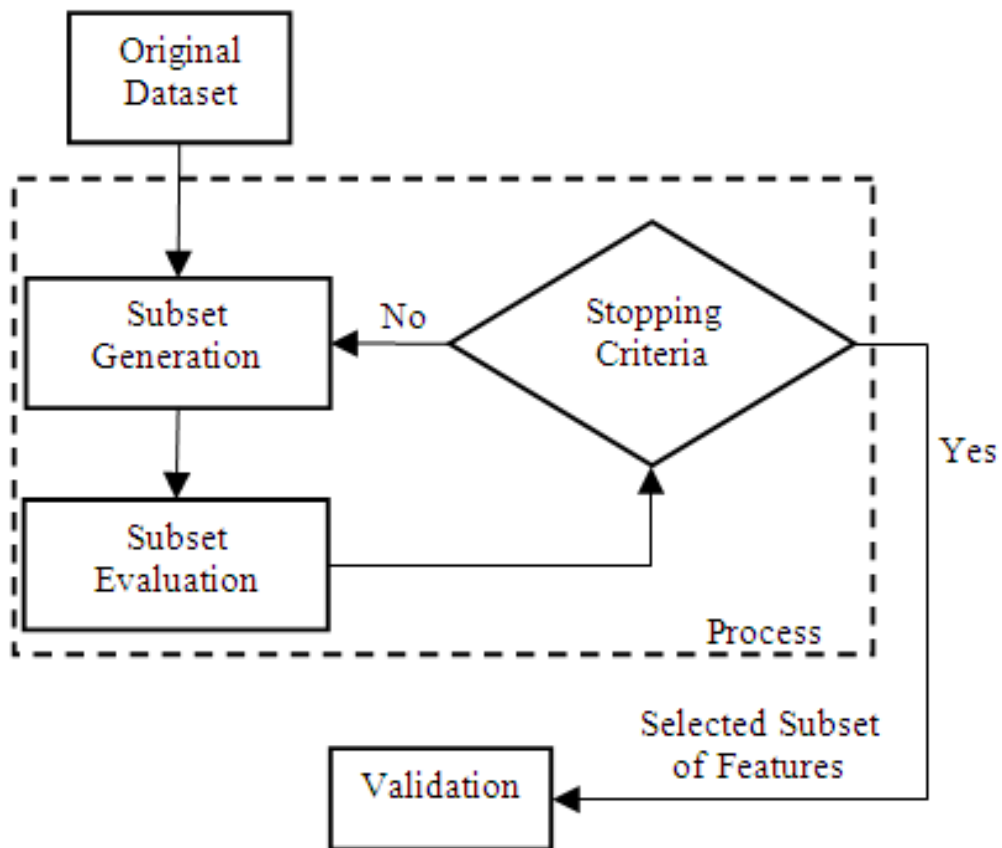 Original
Dataset
Subset
Generation
No
Stopping
Criteria
Yes
Subset
Evaluation
Process
Selected Subset
of Features
Validation